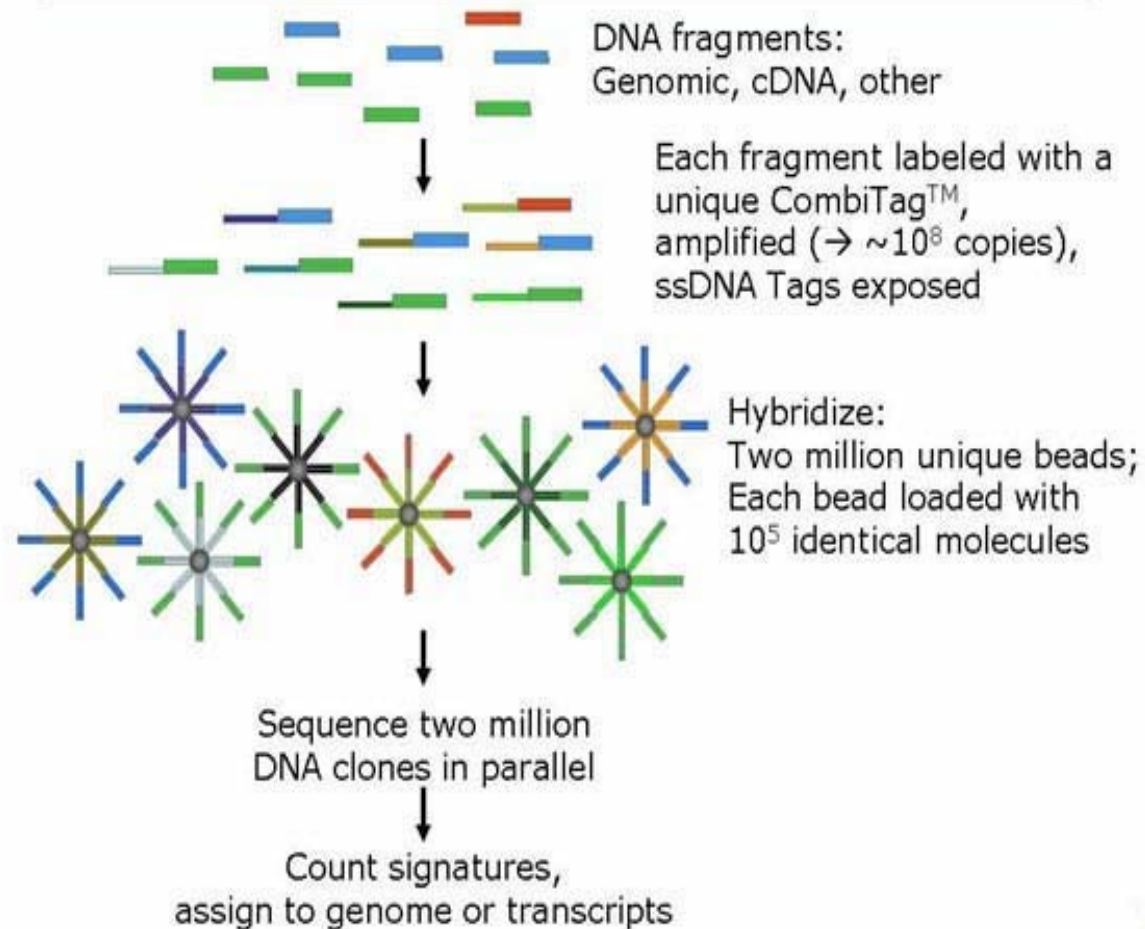 DNA fragments:
Genomic, cDNA, other
Each fragment labeled with a
unique CombiTag™,
amplified (→ ~10⁸ copies),
ssDNA Tags exposed
Hybridize:
Two million unique beads;
Each bead loaded with
10⁵ identical molecules
Sequence two million
DNA clones in parallel
Count signatures,
assign to genome or transcripts